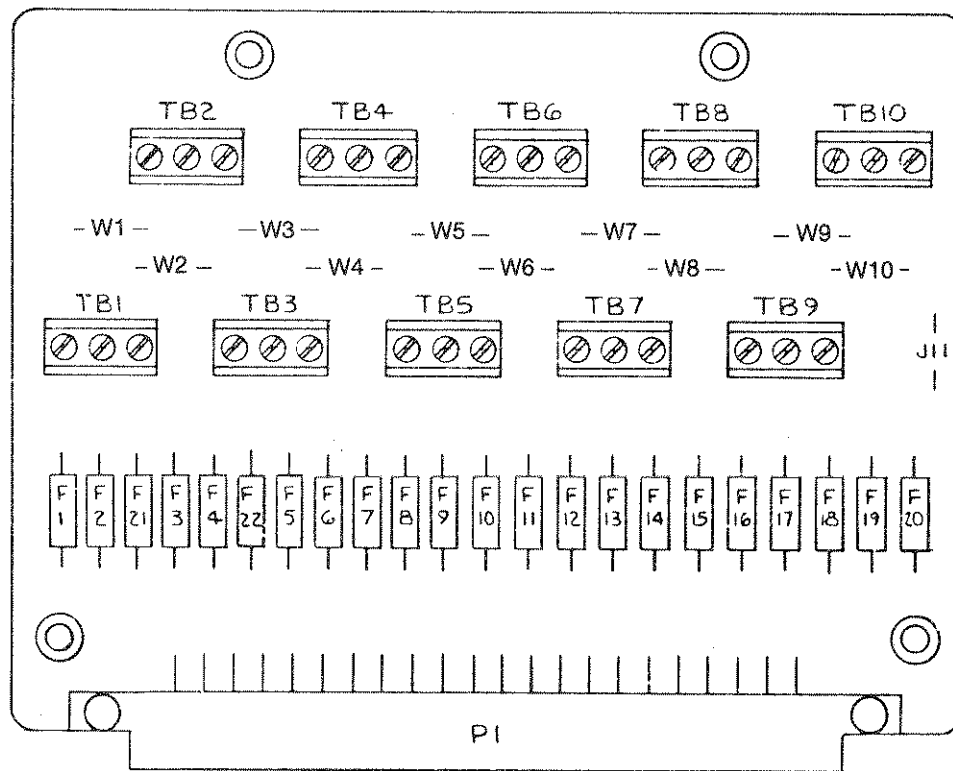 TB2 TB4 TB6 TB8 TB10
-W1- -W3- -W5- -W7- -W9-
-W2- -W4- -W6- -W8- -W10-
TB1 TB3 TB5 TB7 TB9
J11
F F F F F F F F F F F F F F F F F F F F F F
1 2 21 3 4 22 5 6 7 8 9 10 11 12 13 14 15 16 17 18 19 20
P1